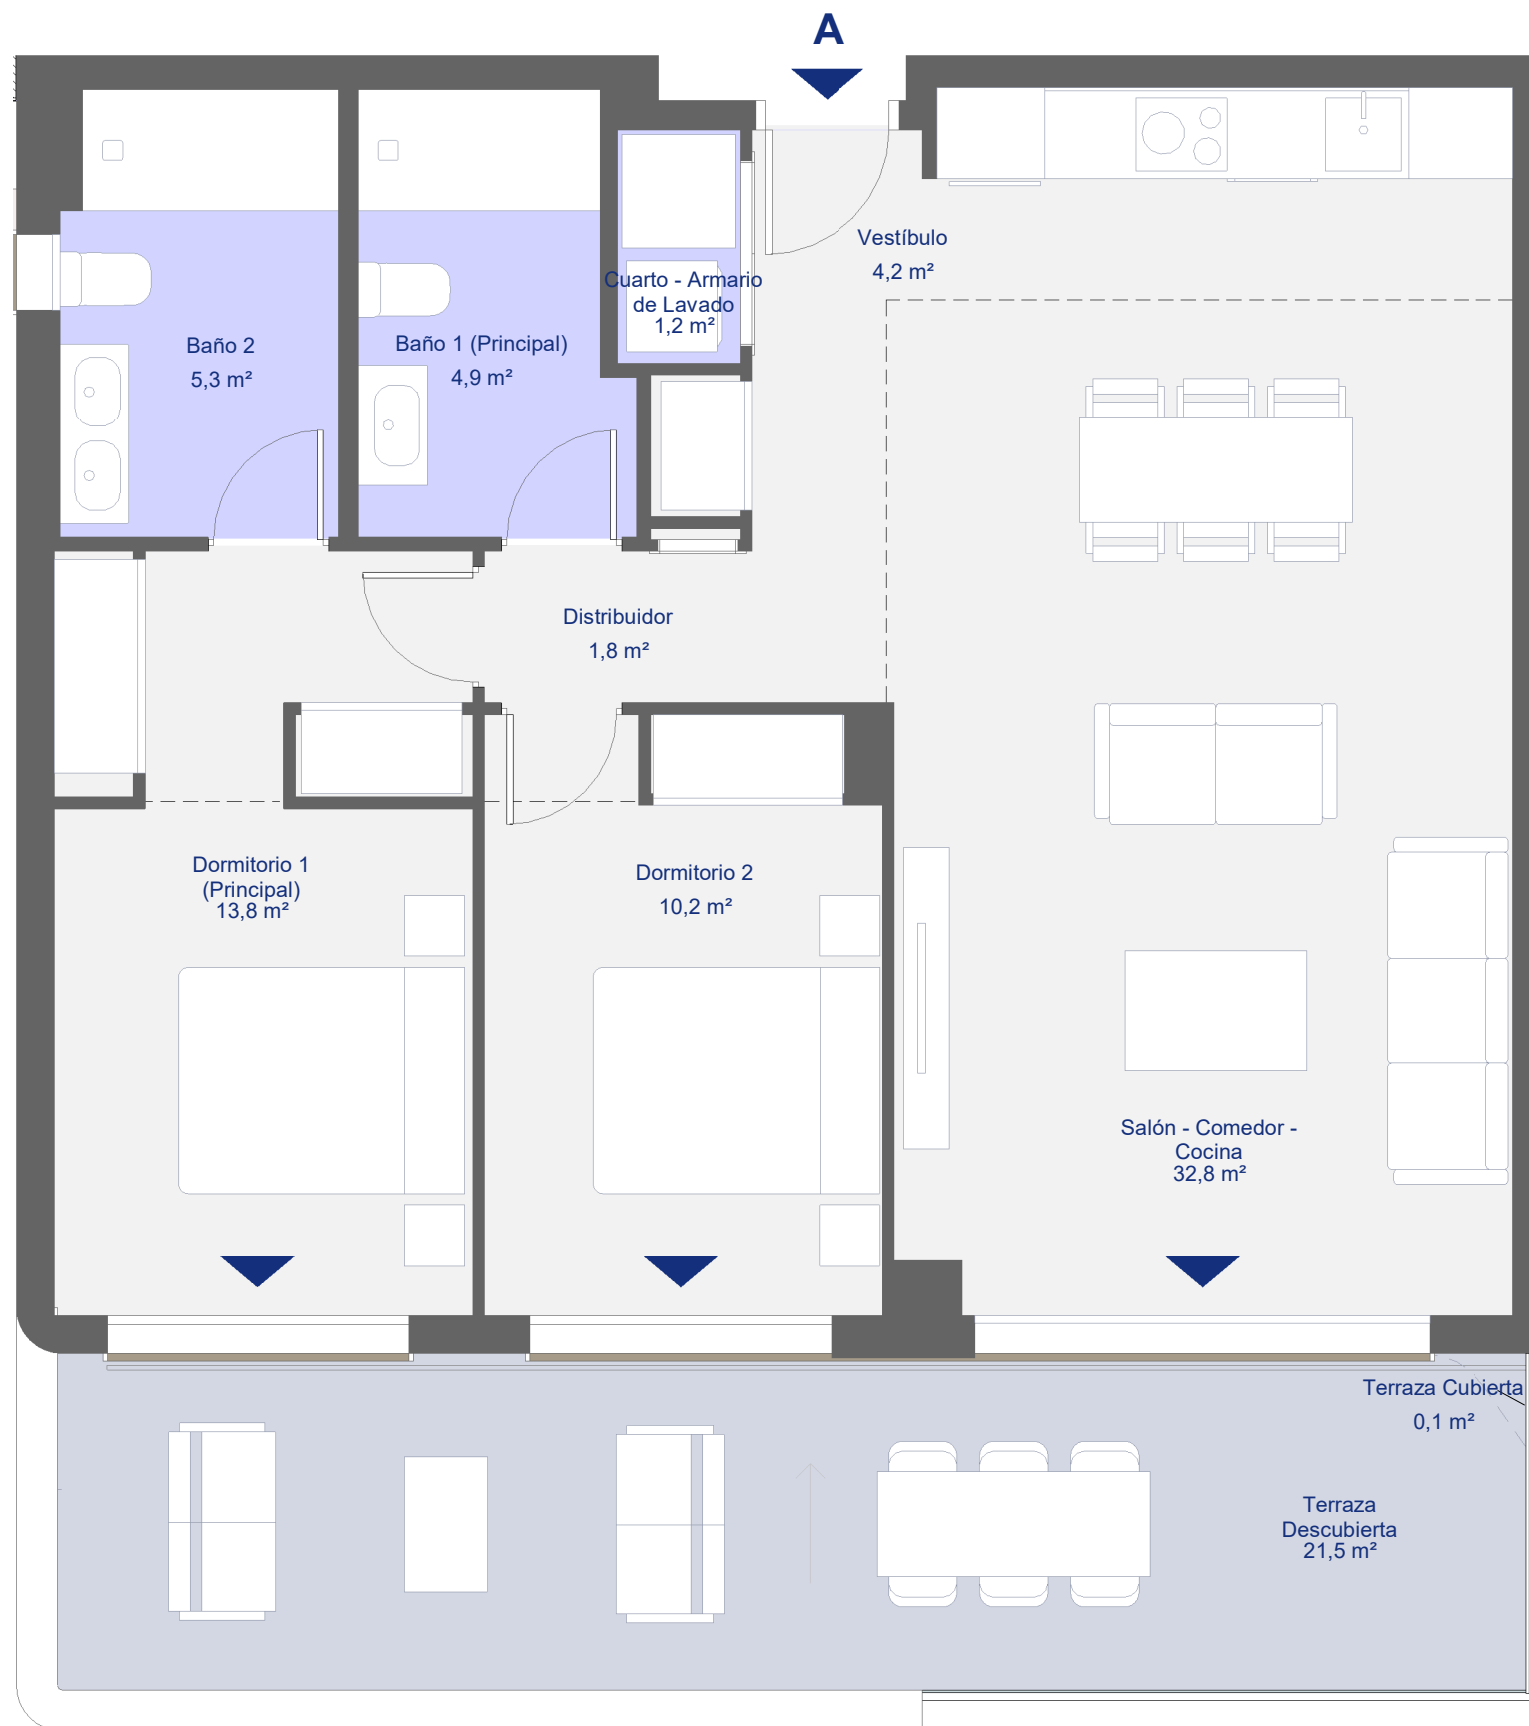 A
Vestíbulo
4,2 m²
Cuarto - Armario
de Lavado
1,2 m²
Baño 2
5,3 m²
Baño 1 (Principal)
4,9 m²
Distribuidor
1,8 m²
Dormitorio 1
(Principal)
13,8 m²
Dormitorio 2
10,2 m²
Salón - Comedor -
Cocina
32,8 m²
Terraza Cubierta
0,1 m²
Terraza
Descubierta
21,5 m²